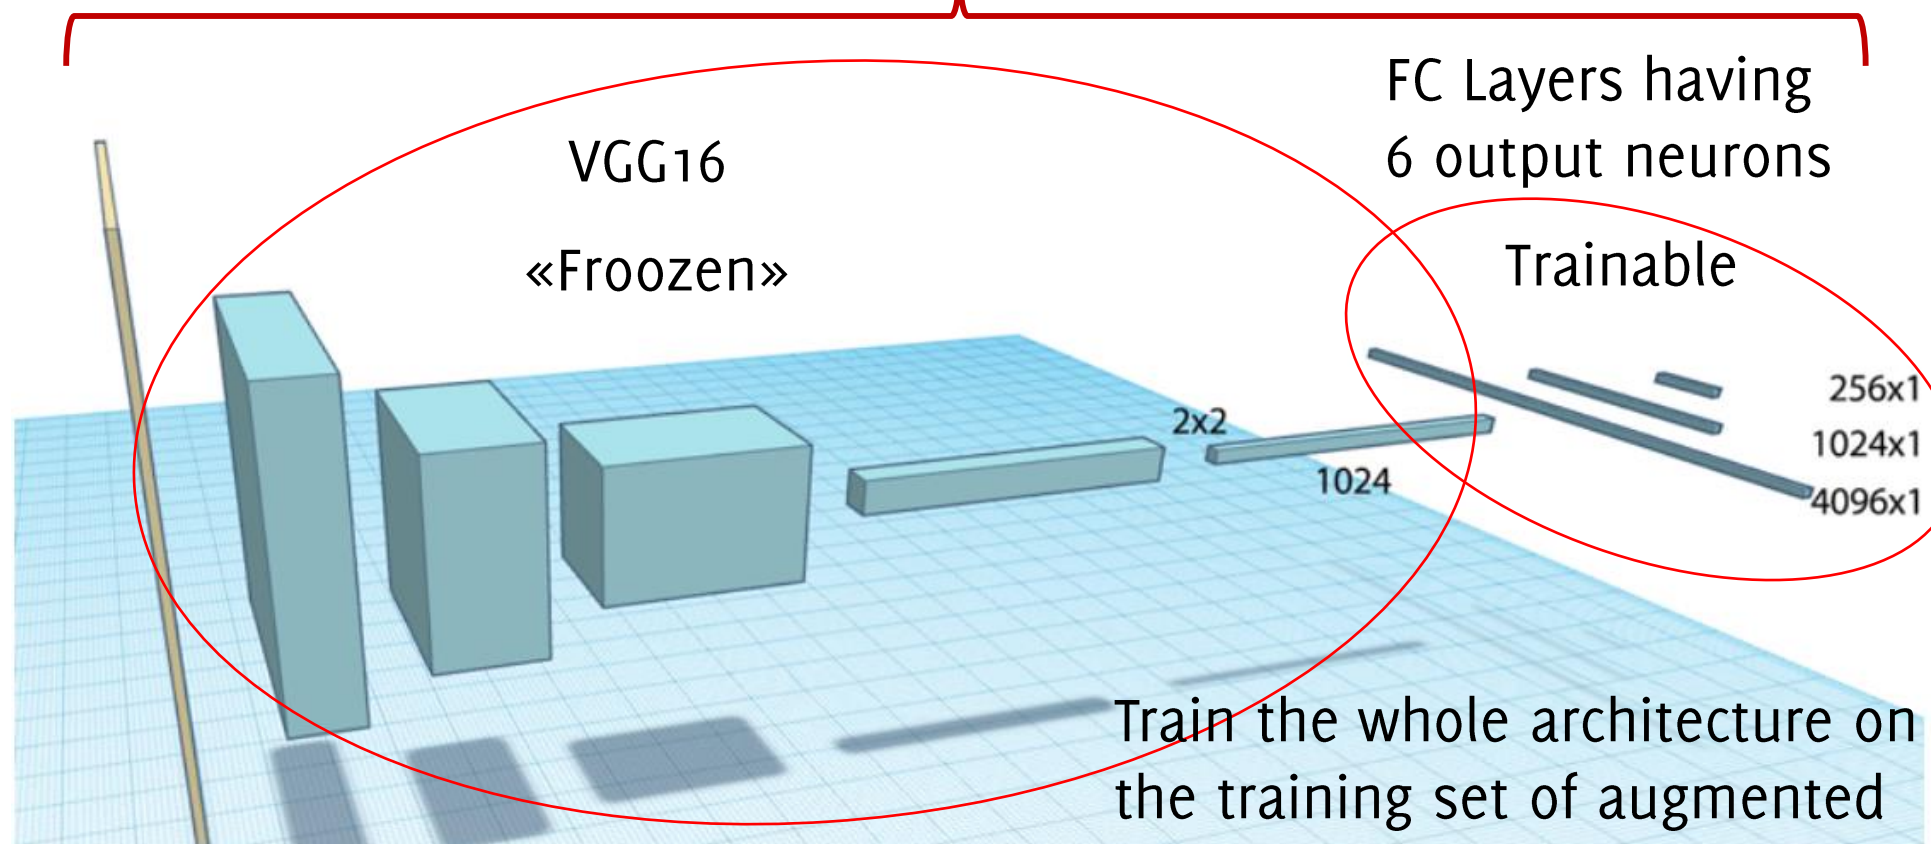 FC Layers having
6 output neurons
VGG16
«Froozen»
Trainable
256x1
2x2
1024x1
1024
4096x1
Train the whole architecture on
the training set of augmented